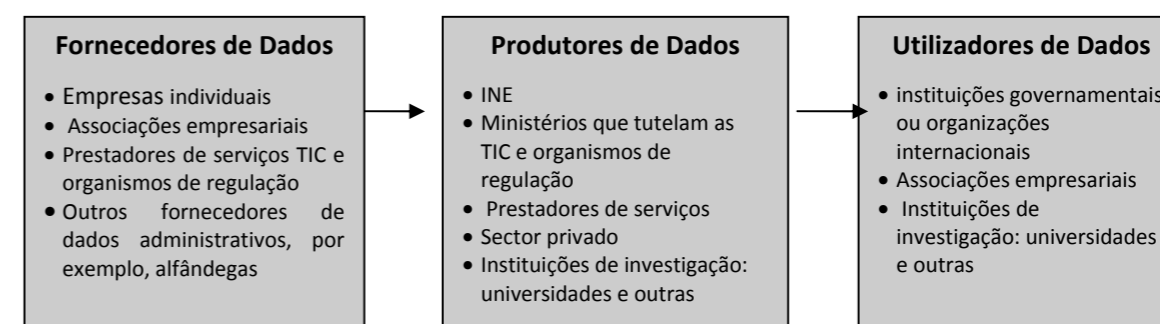 Fornecedores de Dados
• Empresas individuais
• Associações empresariais
• Prestadores de serviços TIC e
organismos de regulação
• Outros fornecedores de
dados administrativos, por
exemplo, alfândegas
Produtores de Dados
• INE
• Ministérios que tutelam as
TIC e organismos de
regulação
• Prestadores de serviços
• Sector privado
• Instituições de investigação:
universidades e outras
Utilizadores de Dados
• instituições governamentais
ou organizações
internacionais
• Associações empresariais
• Instituições de
investigação: universidades
e outras